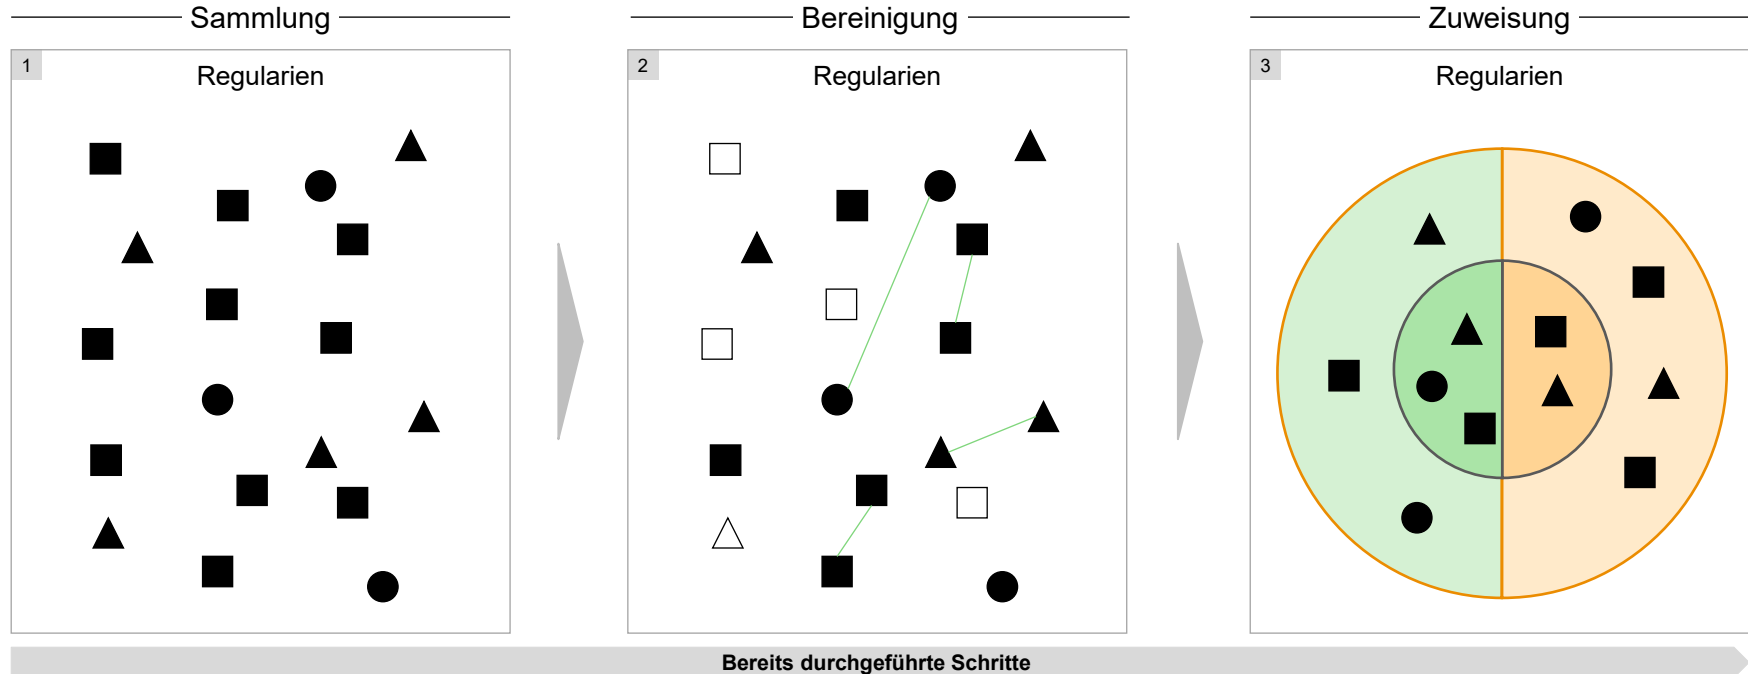 Sammlung
Bereinigung
Zuweisung
1
Regularien
2
Regularien
3
Regularien
Bereits durchgeführte Schritte